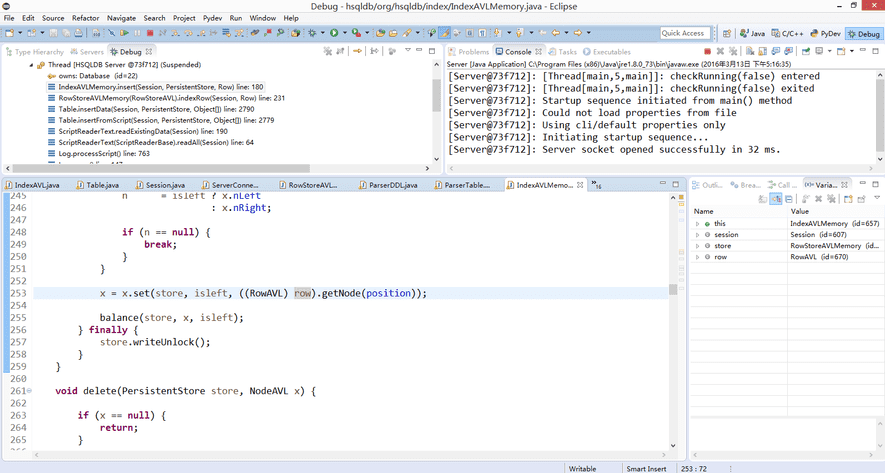 Debug - hsqldb/org/hsqldb/index/IndexAVLMemory.java - Eclipse
File Edit Source Refactor Navigate Search Project Pydev Run Window Help
Quick Access Java C/C++ PyDev Debug
Type Hierarchy Servers Debug
Thread [HSQLDB Server @73f712] (Suspended)
owns: Database (id=22)
IndexAVLMemory.insert(Session, PersistentStore, Row) line: 180
RowStoreAVLMemory(RowStoreAVL).indexRow(Session, Row) line: 231
Table.insertData(Session, PersistentStore, Object[]) line: 2790
Table.insertFromScript(Session, PersistentStore, Object[]) line: 2779
ScriptReaderText.readExistingData(Session) line: 190
ScriptReaderText(ScriptReaderBase).readAll(Session) line: 64
Log.processScript() line: 763
Problems Console Tasks Executables
Server [Java Application] C:\Program Files (x86)\Java\jre1.8.0_73\bin\javaw.exe (2016年3月13日 下午5:16:35)
[Server@73f712]: [Thread[main,5,main]]: checkRunning(false) entered
[Server@73f712]: [Thread[main,5,main]]: checkRunning(false) exited
[Server@73f712]: Startup sequence initiated from main() method
[Server@73f712]: Could not load properties from file
[Server@73f712]: Using cli/default properties only
[Server@73f712]: Initiating startup sequence...
[Server@73f712]: Server socket opened successfully in 32 ms.
IndexAVL.java Table.java Session.java ServerConne... RowStoreAVL... ParserDDL.java ParserTable.... IndexAVLMemo... »16
245 n = isleft ? x.nLeft
246 : x.nRight;
247
248 if (n == null) {
249 break;
250 }
251 }
252
253 x = x.set(store, isleft, ((RowAVL) row).getNode(position));
254
255 balance(store, x, isleft);
256 } finally {
257 store.writeUnlock();
258 }
259 }
260
261 void delete(PersistentStore store, NodeAVL x) {
262
263 if (x == null) {
264 return;
265 }
Outli... Brea... Call ... (x)= Varia...
Name Value
this IndexAVLMemory (id=657)
session Session (id=607)
store RowStoreAVLMemory (id=
row RowAVL (id=670)
Writable Smart Insert 253 : 72